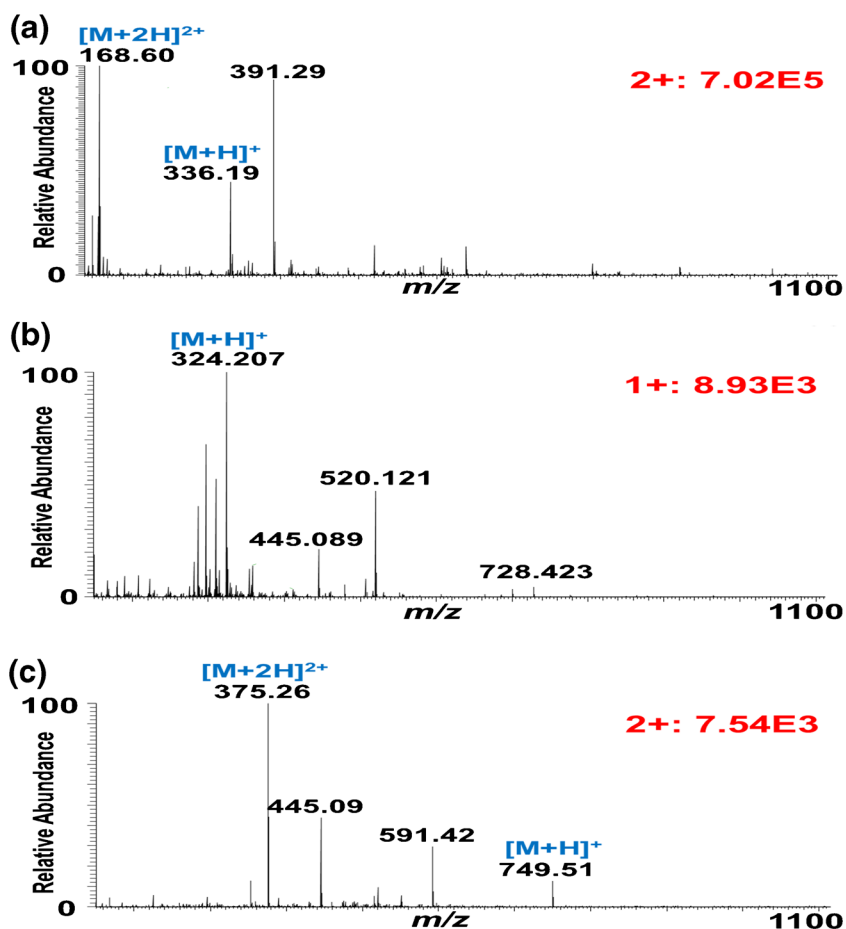 (a)
[M+2H]²⁺
168.60
100
391.29
2+: 7.02E5
[M+H]⁺
336.19
Relative Abundance
0
m/z
1100
(b)
[M+H]⁺
324.207
100
1+: 8.93E3
520.121
445.089
728.423
Relative Abundance
0
m/z
1100
(c)
[M+2H]²⁺
375.26
100
2+: 7.54E3
445.09
591.42
[M+H]⁺
749.51
Relative Abundance
0
m/z
1100